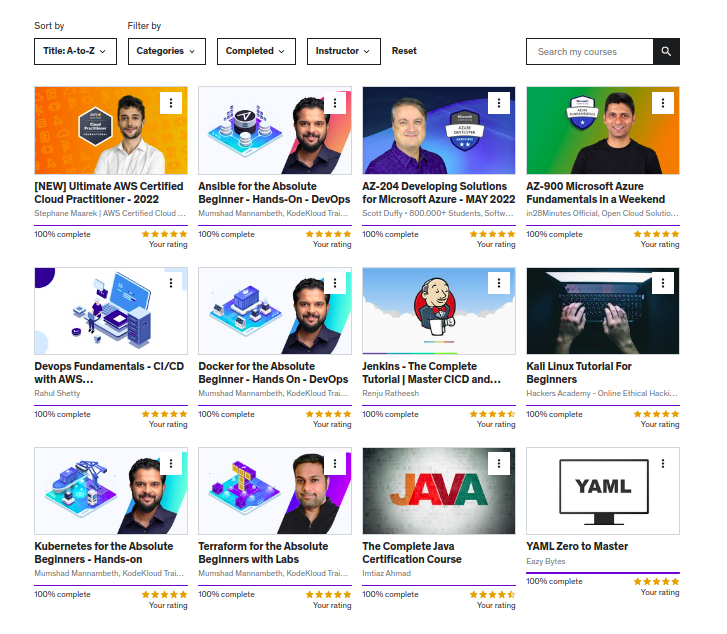 Sort by
Filter by
Title: A-to-Z
Categories
Completed
Instructor
Reset
Search my courses
[NEW] Ultimate AWS Certified
Cloud Practitioner - 2022
Stephane Maarek | AWS Certified Cloud ...
100% complete
Your rating
Ansible for the Absolute
Beginner - Hands-On - DevOps
Mumshad Mannambeth, KodeKloud Trai...
100% complete
Your rating
AZURE
DEVELOPER
AZ-204 Developing Solutions
for Microsoft Azure - MAY 2022
Scott Duffy • 800.000+ Students, Softw...
100% complete
Your rating
AZURE
FUNDAMENTALS
AZ-900 Microsoft Azure
Fundamentals in a Weekend
in28Minutes Official, Open Cloud Solutio...
100% complete
Your rating
Devops Fundamentals - CI/CD
with AWS...
Rahul Shetty
100% complete
Your rating
Docker for the Absolute
Beginner - Hands On - DevOps
Mumshad Mannambeth, KodeKloud Trai...
100% complete
Your rating
Jenkins - The Complete
Tutorial | Master CICD and...
Renju Ratheesh
100% complete
Your rating
Kali Linux Tutorial For
Beginners
Hackers Academy - Online Ethical Hacki...
100% complete
Your rating
Kubernetes for the Absolute
Beginners - Hands-on
Mumshad Mannambeth, KodeKloud Trai...
100% complete
Your rating
Terraform for the Absolute
Beginners with Labs
Mumshad Mannambeth, KodeKloud Trai...
100% complete
Your rating
JAVA
The Complete Java
Certification Course
Imtiaz Ahmad
100% complete
Your rating
YAML
YAML Zero to Master
Eazy Bytes
100% complete
Your rating